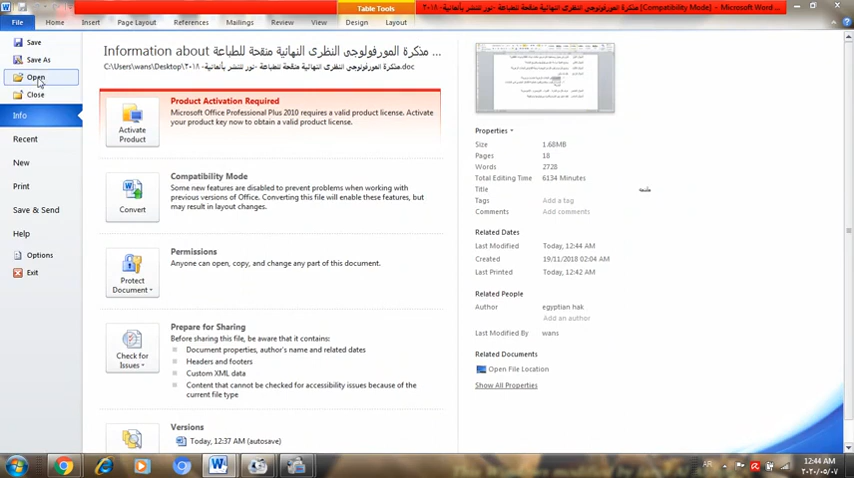 Table Tools
مذكرة المورفولوجى النظرى النهائية منقحة للطباعة -نور للنشر بألمانية- ٢٠١٨ [Compatibility Mode] - Microsoft Word ...
File Home Insert Page Layout References Mailings Review View Design Layout
Save
Save As
Open
Close
Info
Recent
New
Print
Save & Send
Help
Options
Exit
Information about مذكرة المورفولوجى النظرى النهائية منقحة للطباعة ...
C:\Users\wans\Desktop\مذكرة المورفولوجى النظرى النهائية منقحة للطباعة -نور للنشر بألمانية- ٢٠١٨.doc
Activate Product
Product Activation Required
Microsoft Office Professional Plus 2010 requires a valid product license. Activate
your product key now to obtain a valid product license.
Convert
Compatibility Mode
Some new features are disabled to prevent problems when working with
previous versions of Office. Converting this file will enable these features, but
may result in layout changes.
Protect Document
Permissions
Anyone can open, copy, and change any part of this document.
Check for Issues
Prepare for Sharing
Before sharing this file, be aware that it contains:
Document properties, author's name and related dates
Headers and footers
Custom XML data
Content that cannot be checked for accessibility issues because of the
current file type
Versions
Today, 12:37 AM (autosave)
Properties
Size 1.68MB
Pages 18
Words 2728
Total Editing Time 6134 Minutes
Title
Tags Add a tag
Comments Add comments
Related Dates
Last Modified Today, 12:44 AM
Created 19/11/2018 02:04 AM
Last Printed Today, 12:42 AM
Related People
Author egyptian hak
Add an author
Last Modified By wans
Related Documents
Open File Location
Show All Properties
AR
12:44 AM
٢٠٢٠/٠٥/٠٧